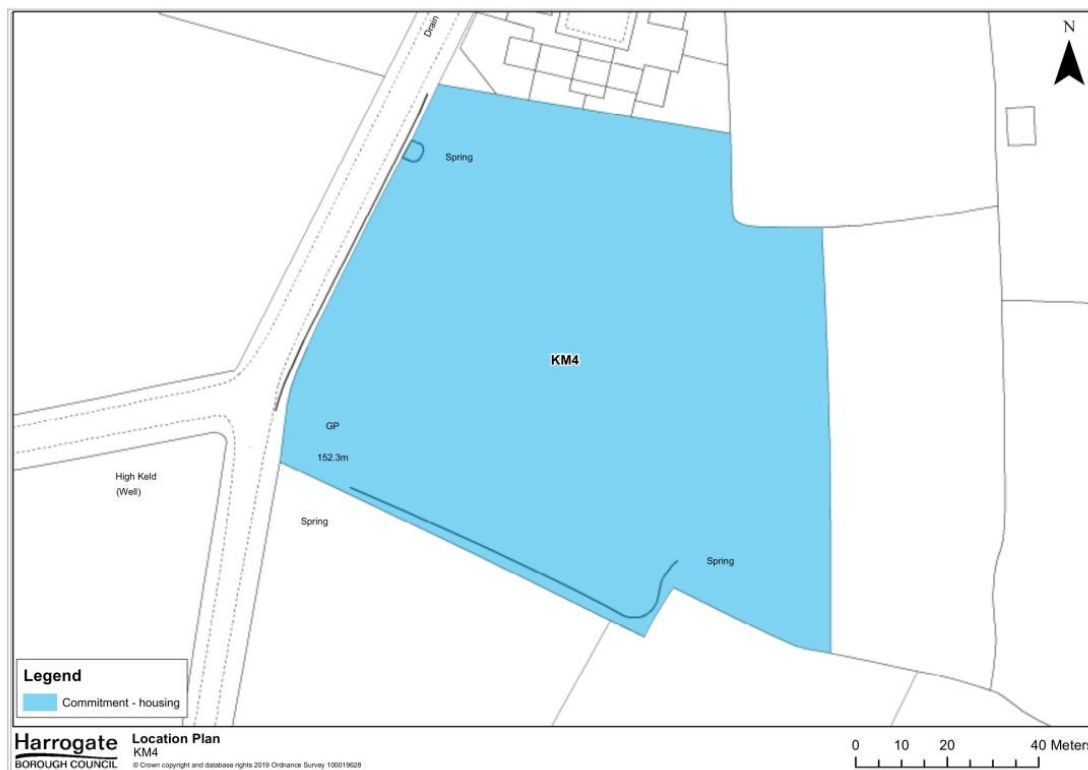 N
Drain
Spring
KM4
GP
152.3m
High Keld
(Well)
Spring
Spring
Legend
Commitment - housing
Harrogate
BOROUGH COUNCIL
Location Plan
KM4
© Crown copyright and database rights 2019 Ordnance Survey 100019628
0 10 20 40 Meters